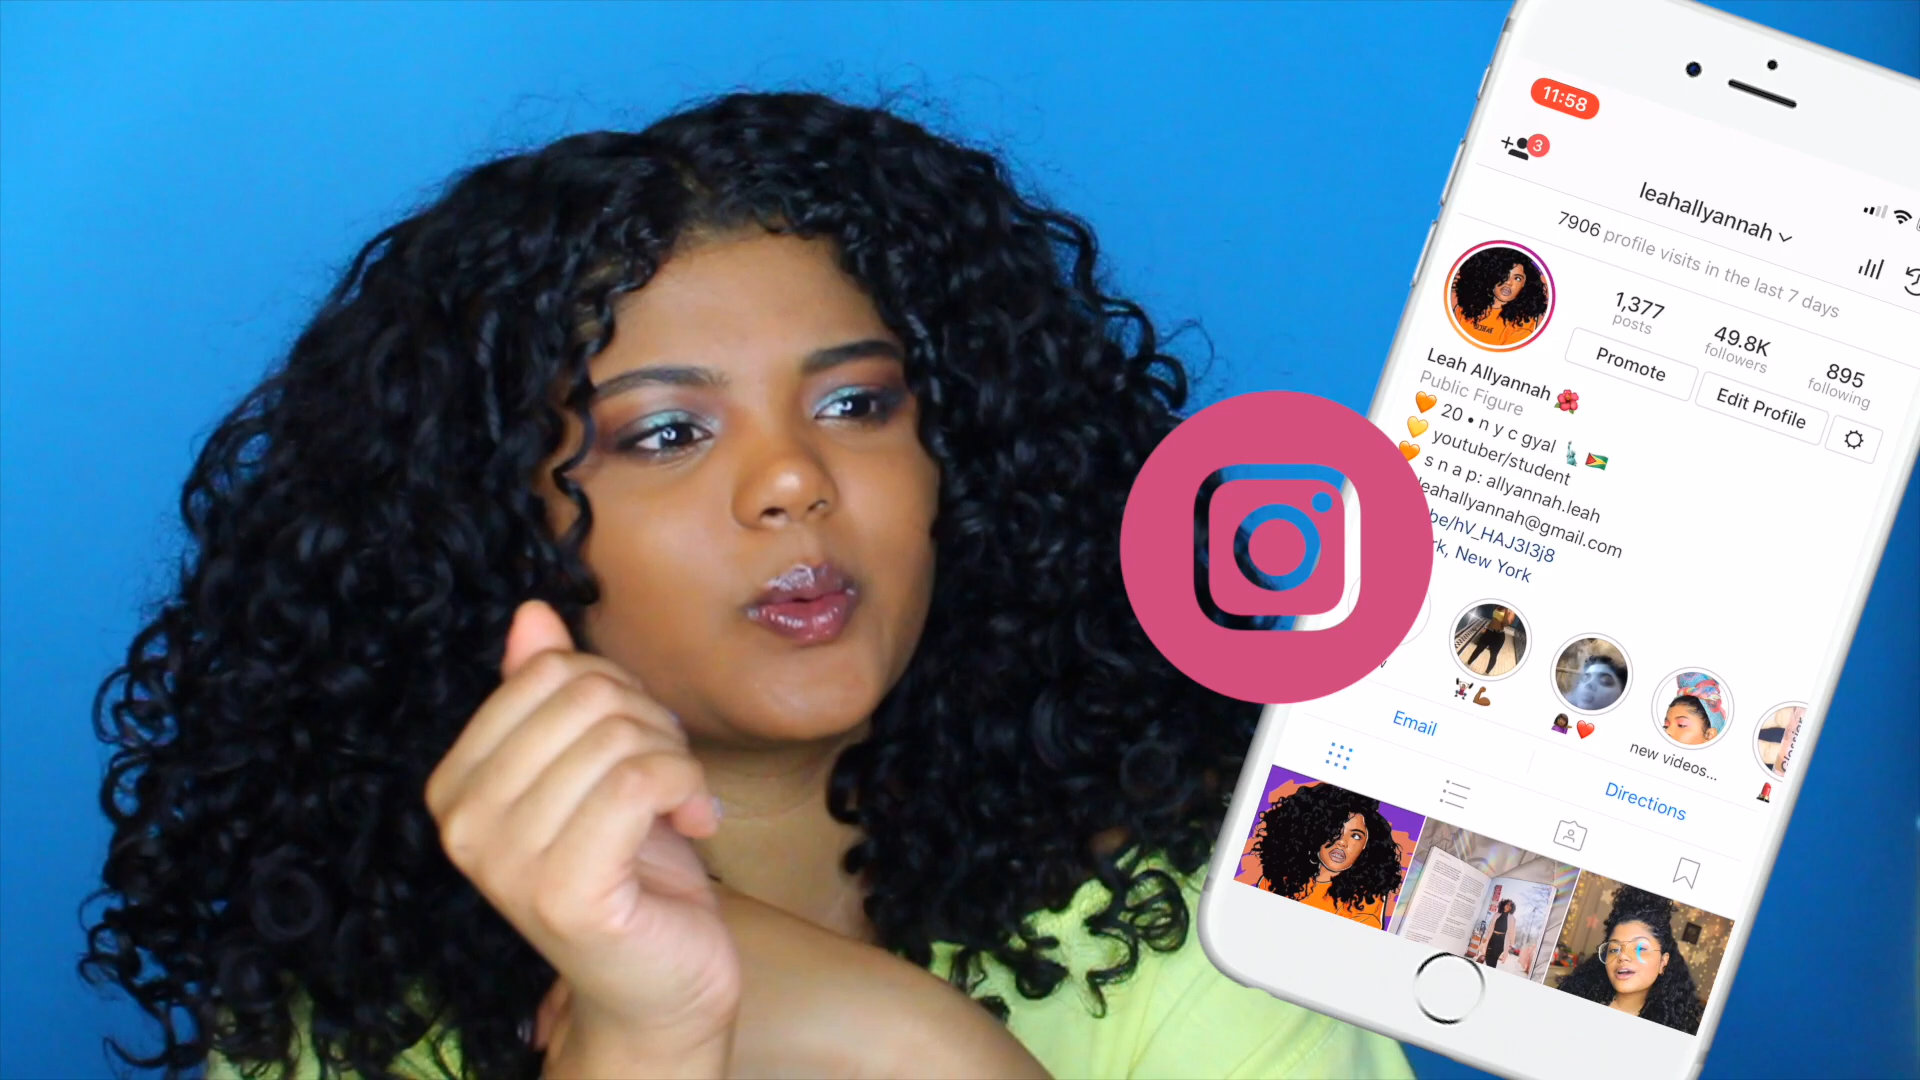 11:58
3
leahallyannah
7906 profile visits in the last 7 days
1,377
posts
49.8K
followers
895
following
Promote
Edit Profile
Leah Allyannah 🌺
Public Figure
🧡 20 • n y c gyal 🗽 🇬🇾
💛 youtuber/student
🧡 s n a p: allyannah.leah
leahallyannah@gmail.com
be/hV_HAJ3I3j8
rk, New York
new videos...
Email
Directions